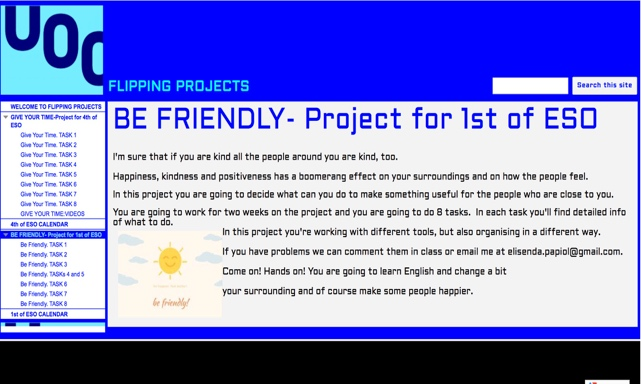 UOC
FLIPPING PROJECTS
Search this site
WELCOME TO FLIPPING PROJECTS
GIVE YOUR TIME-Project for 4th of
ESO
Give Your Time. TASK 1
Give Your Time. TASK 2
Give Your Time. TASK 3
Give Your Time. TASK 4
Give Your Time. TASK 5
Give Your Time. TASK 6
Give Your Time. TASK 7
Give Your Time. TASK 8
GIVE YOUR TIME:VIDEOS
4th of ESO CALENDAR
BE FRIENDLY- Project for 1st of ESO
Be Friendly. TASK 1
Be Friendly. TASK 2
Be Friendly. TASK 3
Be Friendly. TASKs 4 and 5
Be Friendly. TASK 6
Be Friendly. TASK 7
Be Friendly. TASK 8
1st of ESO CALENDAR
BE FRIENDLY- Project for 1st of ESO
I'm sure that if you are kind all the people around you are kind, too.
Happiness, kindness and positiveness has a boomerang effect on your surroundings and on how the people feel.
In this project you are going to decide what can you do to make something useful for the people who are close to you.
You are going to work for two weeks on the project and you are going to do 8 tasks. In each task you'll find detailed info
of what to do.
In this project you're working with different tools, but also organising in a different way.
If you have problems we can comment them in class or email me at elisenda.papiol@gmail.com.
Come on! Hands on! You are going to learn English and change a bit
your surrounding and of course make some people happier.
be friendly!